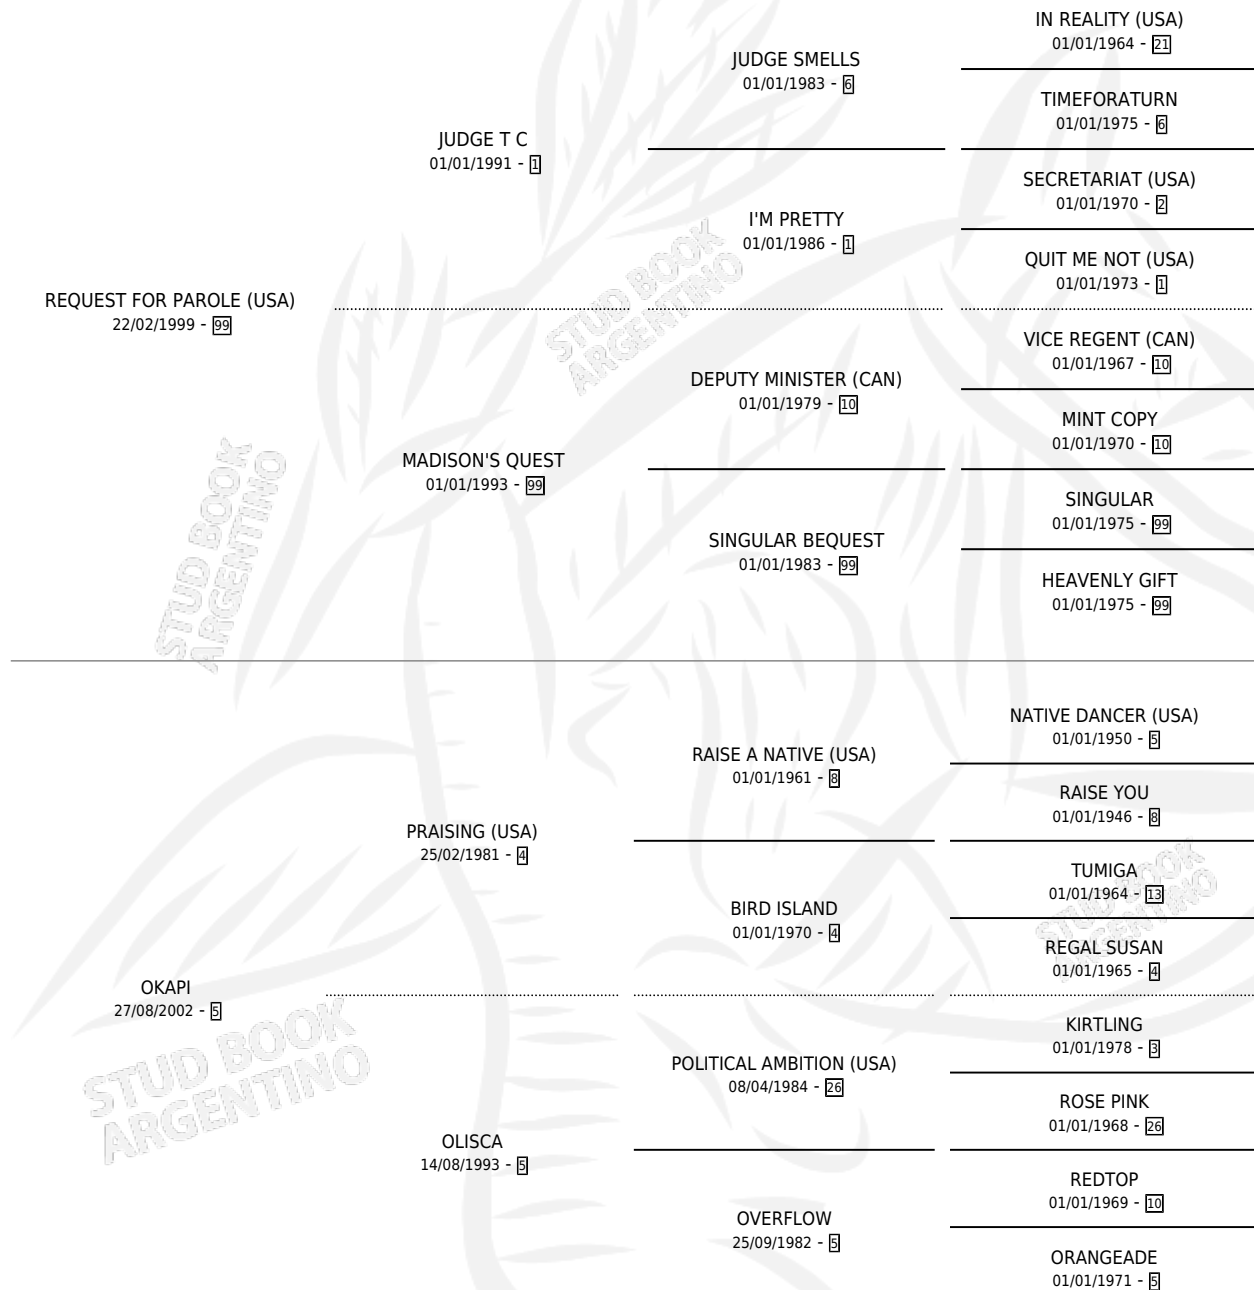 IN REALITY (USA)
01/01/1964 - 21
JUDGE SMELLS
01/01/1983 - 6
TIMEFORATURN
01/01/1975 - 6
JUDGE T C
01/01/1991 - 1
SECRETARIAT (USA)
01/01/1970 - 2
I'M PRETTY
01/01/1986 - 1
QUIT ME NOT (USA)
01/01/1973 - 1
REQUEST FOR PAROLE (USA)
22/02/1999 - 99
VICE REGENT (CAN)
01/01/1967 - 10
DEPUTY MINISTER (CAN)
01/01/1979 - 10
MINT COPY
01/01/1970 - 10
MADISON'S QUEST
01/01/1993 - 99
SINGULAR
01/01/1975 - 99
SINGULAR BEQUEST
01/01/1983 - 99
HEAVENLY GIFT
01/01/1975 - 99
NATIVE DANCER (USA)
01/01/1950 - 5
RAISE A NATIVE (USA)
01/01/1961 - 8
RAISE YOU
01/01/1946 - 8
PRAISING (USA)
25/02/1981 - 4
TUMIGA
01/01/1964 - 13
BIRD ISLAND
01/01/1970 - 4
REGAL SUSAN
01/01/1965 - 4
OKAPI
27/08/2002 - 5
KIRTLING
01/01/1978 - 3
POLITICAL AMBITION (USA)
08/04/1984 - 26
ROSE PINK
01/01/1968 - 26
OLISCA
14/08/1993 - 5
REDTOP
01/01/1969 - 10
OVERFLOW
25/09/1982 - 5
ORANGEADE
01/01/1971 - 5
STUD BOOK
ARGENTINO
STUD BOOK
ARGENTINO
STUD BOOK
ARGENTINO
STUD BOOK
ARGENTINO